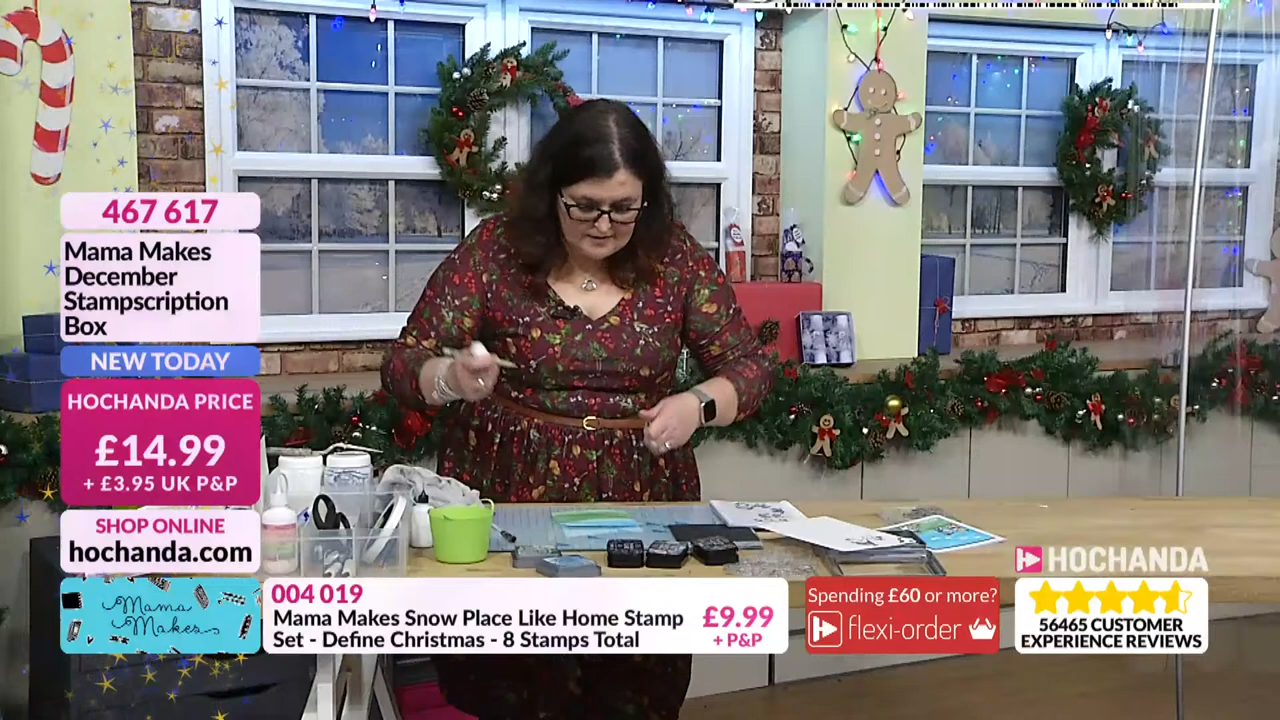 467 617
Mama Makes
December
Stampscription
Box
NEW TODAY
HOCHANDA PRICE
£14.99
+ £3.95 UK P&P
SHOP ONLINE
hochanda.com
Mama
Makes
004 019
Mama Makes Snow Place Like Home Stamp
Set - Define Christmas - 8 Stamps Total
£9.99
+ P&P
Spending £60 or more?
flexi-order
HOCHANDA
56465 CUSTOMER
EXPERIENCE REVIEWS